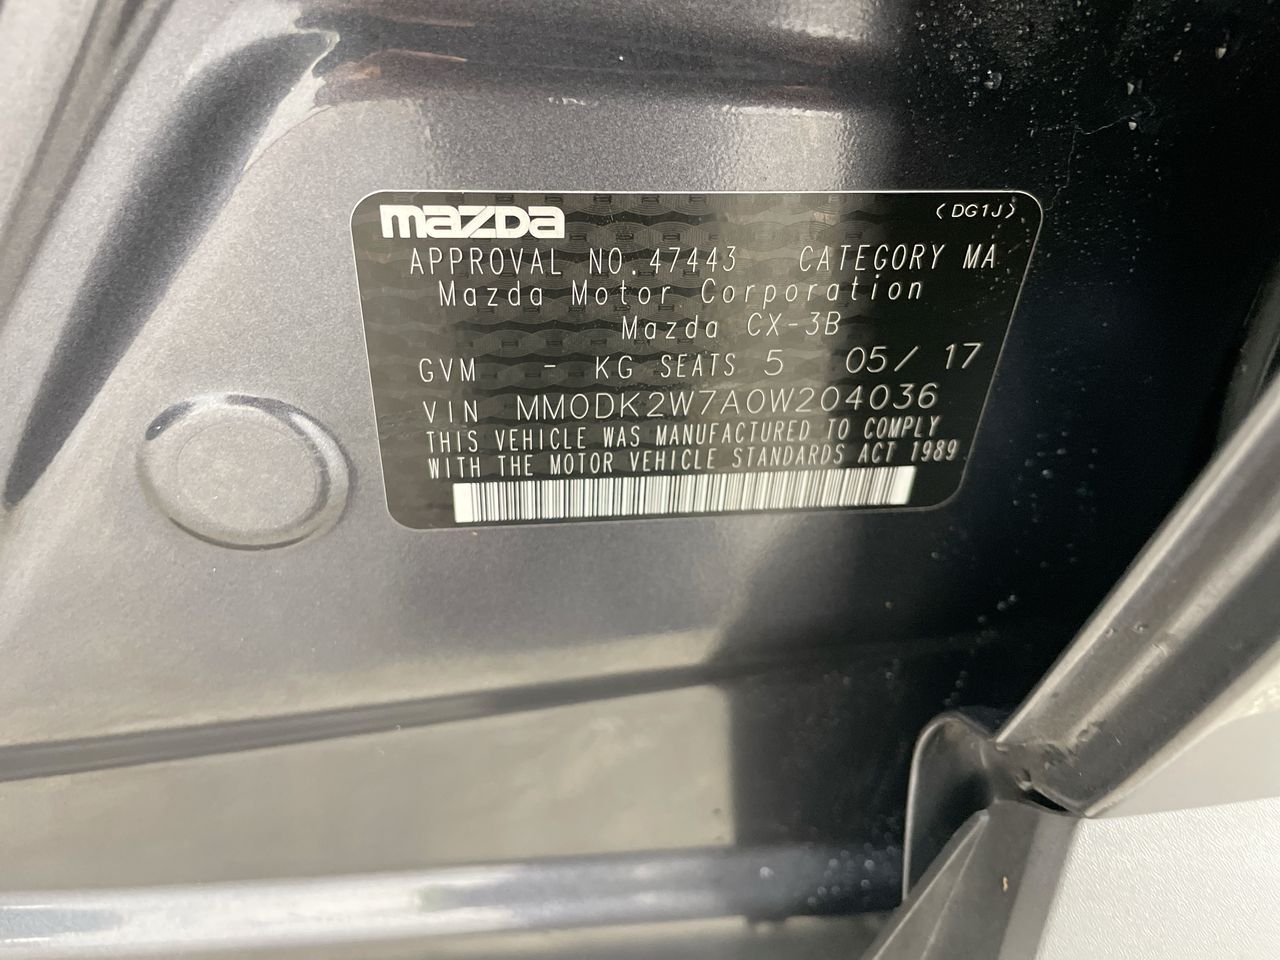 mazda (DG1J)
APPROVAL NO. 47443 CATEGORY MA
Mazda Motor Corporation
Mazda CX-3B
GVM - KG SEATS 5 05/ 17
VIN MM0DK2W7A0W204036
THIS VEHICLE WAS MANUFACTURED TO COMPLY
WITH THE MOTOR VEHICLE STANDARDS ACT 1989